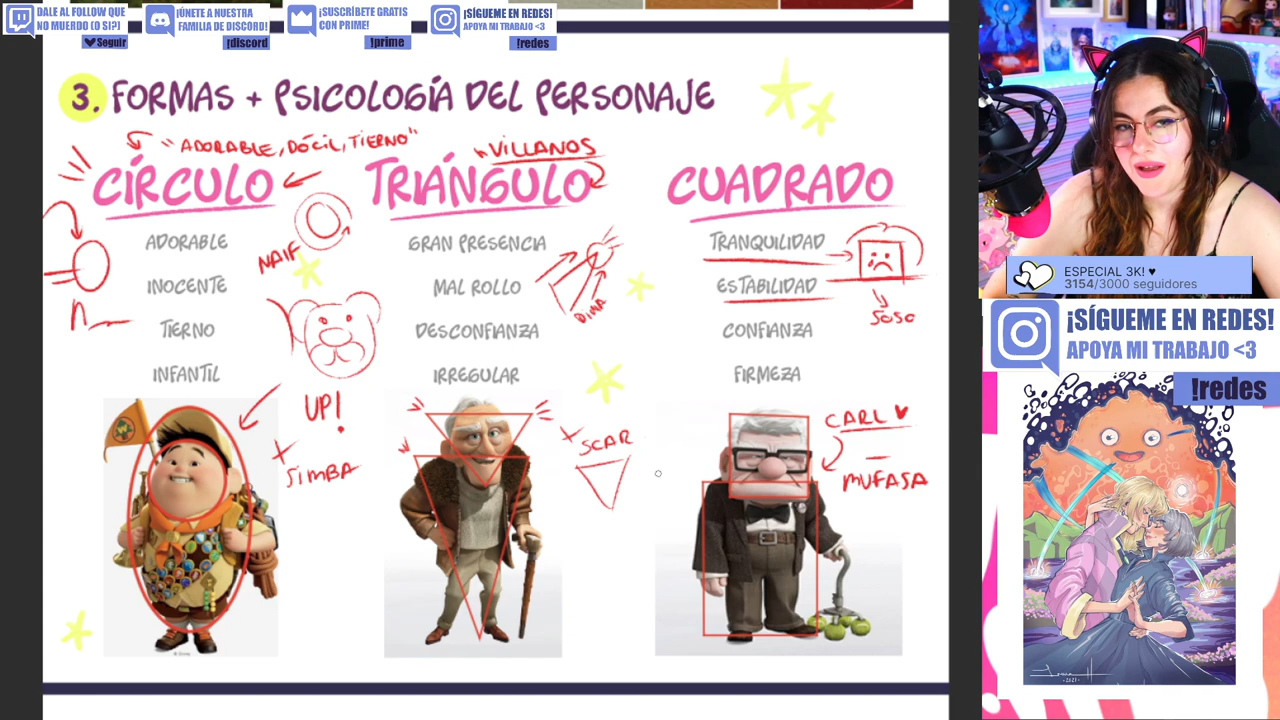 DALE AL FOLLOW QUE
NO MUERDO (O SI?)
Seguir
¡ÚNETE A NUESTRA
FAMILIA DE DISCORD!
!discord
¡SUSCRÍBETE GRATIS
CON PRIME!
!prime
¡SÍGUEME EN REDES!
APOYA MI TRABAJO <3
!redes
3. FORMAS + PSICOLOGÍA DEL PERSONAJE
"ADORABLE, DÓCIL, TIERNO"
VILLANOS
CÍRCULO
TRIÁNGULO
CUADRADO
ADORABLE
INOCENTE
TIERNO
INFANTIL
NAIF
UP!
+
SIMBA
GRAN PRESENCIA
MAL ROLLO
DESCONFIANZA
IRREGULAR
+ SCAR
TRANQUILIDAD
ESTABILIDAD
CONFIANZA
FIRMEZA
SOSO
CARL
MUFASA
ESPECIAL 3K! ♥
3154/3000 seguidores
¡SÍGUEME EN REDES!
APOYA MI TRABAJO <3
!redes
-2021-